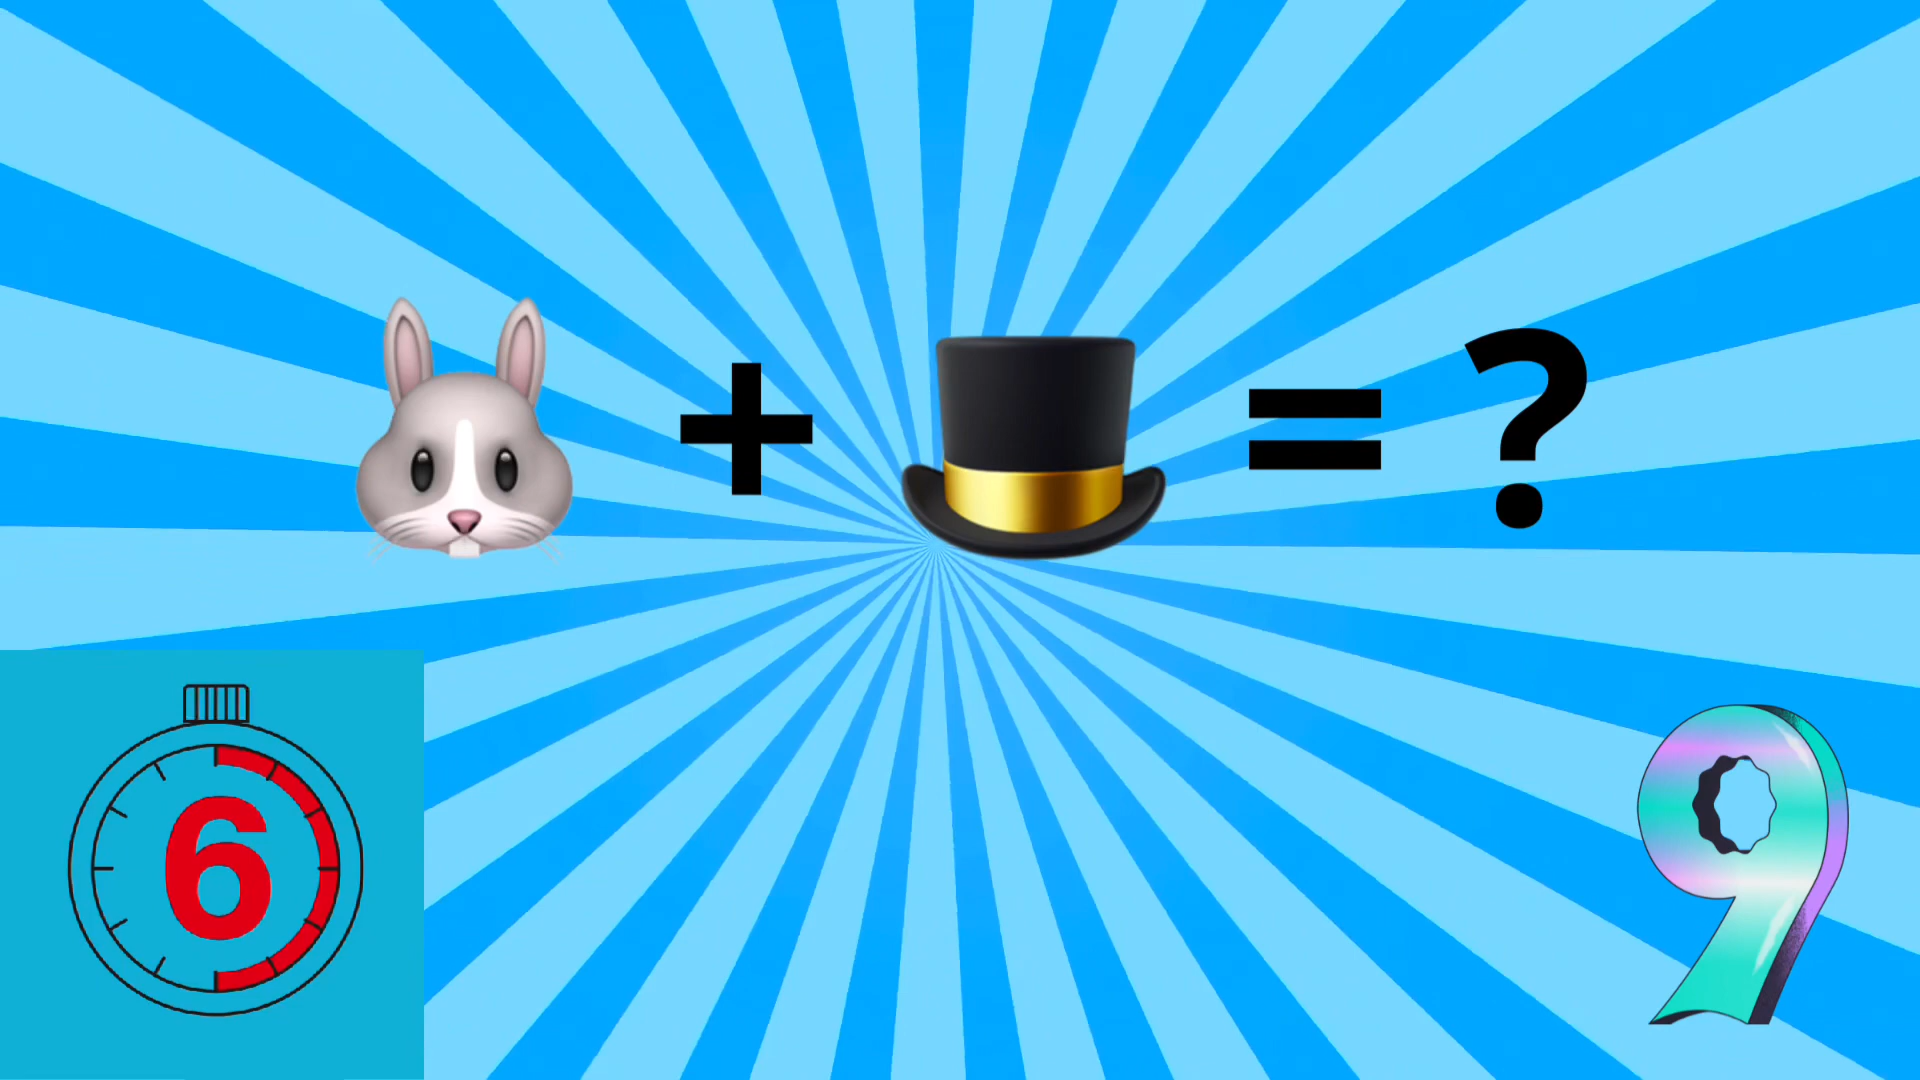 + = ?
6
9